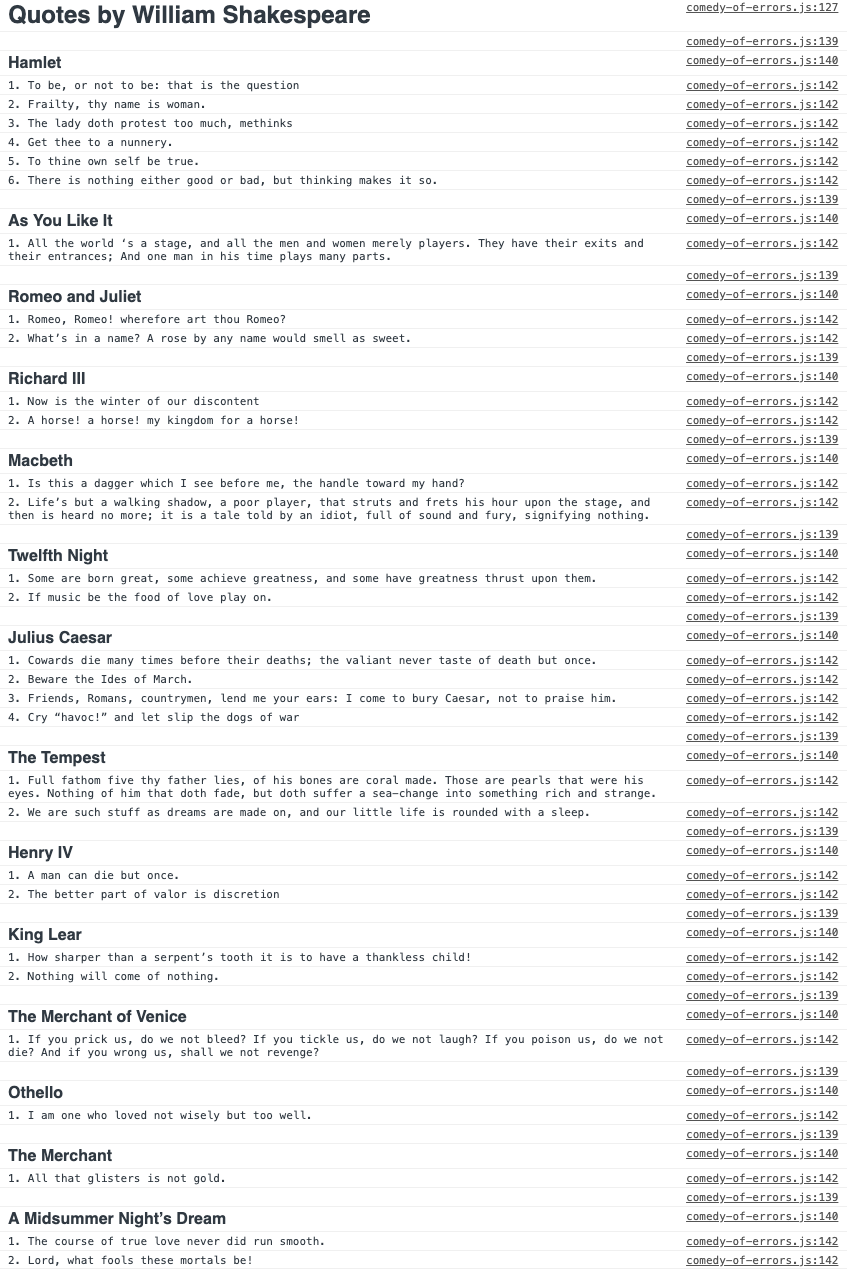 Quotes by William Shakespeare comedy-of-errors.js:127
comedy-of-errors.js:139
Hamlet comedy-of-errors.js:140
1. To be, or not to be: that is the question comedy-of-errors.js:142
2. Frailty, thy name is woman. comedy-of-errors.js:142
3. The lady doth protest too much, methinks comedy-of-errors.js:142
4. Get thee to a nunnery. comedy-of-errors.js:142
5. To thine own self be true. comedy-of-errors.js:142
6. There is nothing either good or bad, but thinking makes it so. comedy-of-errors.js:142
comedy-of-errors.js:139
As You Like It comedy-of-errors.js:140
1. All the world ‘s a stage, and all the men and women merely players. They have their exits and comedy-of-errors.js:142
their entrances; And one man in his time plays many parts.
comedy-of-errors.js:139
Romeo and Juliet comedy-of-errors.js:140
1. Romeo, Romeo! wherefore art thou Romeo? comedy-of-errors.js:142
2. What’s in a name? A rose by any name would smell as sweet. comedy-of-errors.js:142
comedy-of-errors.js:139
Richard III comedy-of-errors.js:140
1. Now is the winter of our discontent comedy-of-errors.js:142
2. A horse! a horse! my kingdom for a horse! comedy-of-errors.js:142
comedy-of-errors.js:139
Macbeth comedy-of-errors.js:140
1. Is this a dagger which I see before me, the handle toward my hand? comedy-of-errors.js:142
2. Life’s but a walking shadow, a poor player, that struts and frets his hour upon the stage, and comedy-of-errors.js:142
then is heard no more; it is a tale told by an idiot, full of sound and fury, signifying nothing.
comedy-of-errors.js:139
Twelfth Night comedy-of-errors.js:140
1. Some are born great, some achieve greatness, and some have greatness thrust upon them. comedy-of-errors.js:142
2. If music be the food of love play on. comedy-of-errors.js:142
comedy-of-errors.js:139
Julius Caesar comedy-of-errors.js:140
1. Cowards die many times before their deaths; the valiant never taste of death but once. comedy-of-errors.js:142
2. Beware the Ides of March. comedy-of-errors.js:142
3. Friends, Romans, countrymen, lend me your ears: I come to bury Caesar, not to praise him. comedy-of-errors.js:142
4. Cry “havoc!” and let slip the dogs of war comedy-of-errors.js:142
comedy-of-errors.js:139
The Tempest comedy-of-errors.js:140
1. Full fathom five thy father lies, of his bones are coral made. Those are pearls that were his comedy-of-errors.js:142
eyes. Nothing of him that doth fade, but doth suffer a sea-change into something rich and strange.
2. We are such stuff as dreams are made on, and our little life is rounded with a sleep. comedy-of-errors.js:142
comedy-of-errors.js:139
Henry IV comedy-of-errors.js:140
1. A man can die but once. comedy-of-errors.js:142
2. The better part of valor is discretion comedy-of-errors.js:142
comedy-of-errors.js:139
King Lear comedy-of-errors.js:140
1. How sharper than a serpent’s tooth it is to have a thankless child! comedy-of-errors.js:142
2. Nothing will come of nothing. comedy-of-errors.js:142
comedy-of-errors.js:139
The Merchant of Venice comedy-of-errors.js:140
1. If you prick us, do we not bleed? If you tickle us, do we not laugh? If you poison us, do we not comedy-of-errors.js:142
die? And if you wrong us, shall we not revenge?
comedy-of-errors.js:139
Othello comedy-of-errors.js:140
1. I am one who loved not wisely but too well. comedy-of-errors.js:142
comedy-of-errors.js:139
The Merchant comedy-of-errors.js:140
1. All that glisters is not gold. comedy-of-errors.js:142
comedy-of-errors.js:139
A Midsummer Night’s Dream comedy-of-errors.js:140
1. The course of true love never did run smooth. comedy-of-errors.js:142
2. Lord, what fools these mortals be! comedy-of-errors.js:142